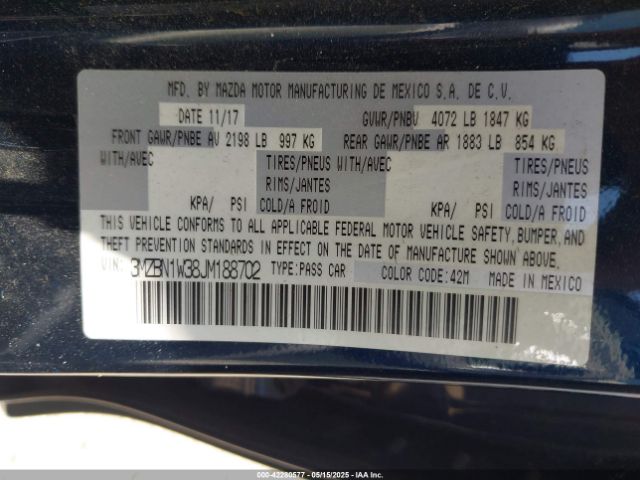 MFD. BY MAZDA MOTOR MANUFACTURING DE MEXICO S.A. DE C.V.
DATE 11/17 GVWR/PNBV 4072 LB 1847 KG
FRONT GAWR/PNBE AV 2198 LB 997 KG REAR GAWR/PNBE AR 1883 LB 854 KG
WITH/AVEC TIRES/PNEUS WITH/AVEC TIRES/PNEUS
RIMS/JANTES RIMS/JANTES
KPA/ PSI COLD/A FROID KPA/ PSI COLD/A FROID
THIS VEHICLE CONFORMS TO ALL APPLICABLE FEDERAL MOTOR VEHICLE SAFETY, BUMPER, AND
THEFT PREVENTION STANDARDS IN EFFECT ON THE DATE OF MANUFACTURE SHOWN ABOVE.
VIN: 3MZBN1W38JM188702 TYPE:PASS CAR COLOR CODE:42M MADE IN MEXICO
000-42280577 - 05/15/2025 - IAAI.COM